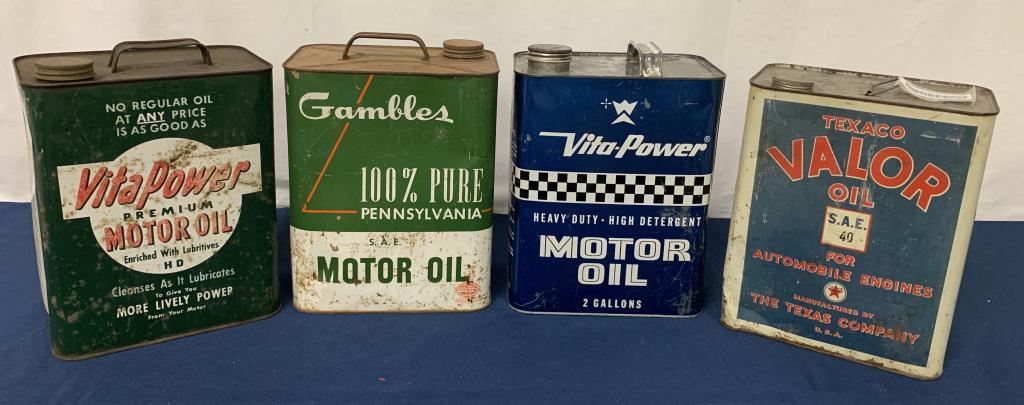 NO REGULAR OIL
AT ANY PRICE
IS AS GOOD AS
Vita Power
PREMIUM
MOTOR OIL
Enriched With Lubritives
HD
Cleanses As It Lubricates
To Give You
MORE LIVELY POWER
From Your Motor
Gambles
100% PURE
PENNSYLVANIA
S.A.E.
MOTOR OIL
Vita-Power®
HEAVY DUTY · HIGH DETERGENT
MOTOR
OIL
2 GALLONS
TEXACO
VALOR
OIL
S.A.E.
40
FOR
AUTOMOBILE ENGINES
MANUFACTURED BY
THE TEXAS COMPANY
U.S.A.